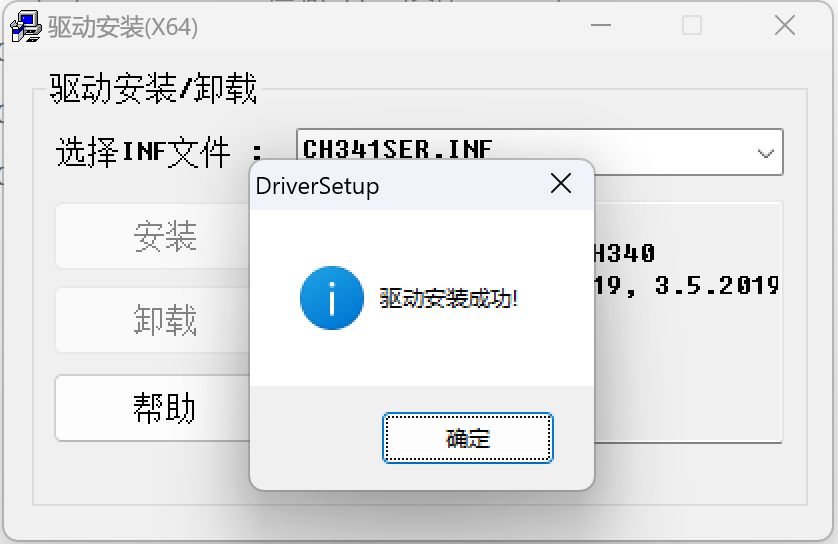 驱动安装(X64)
驱动安装/卸载
选择INF文件 :
CH341SER.INF
DriverSetup
安装
H340
驱动安装成功!
19, 3.5.2019
卸载
帮助
确定